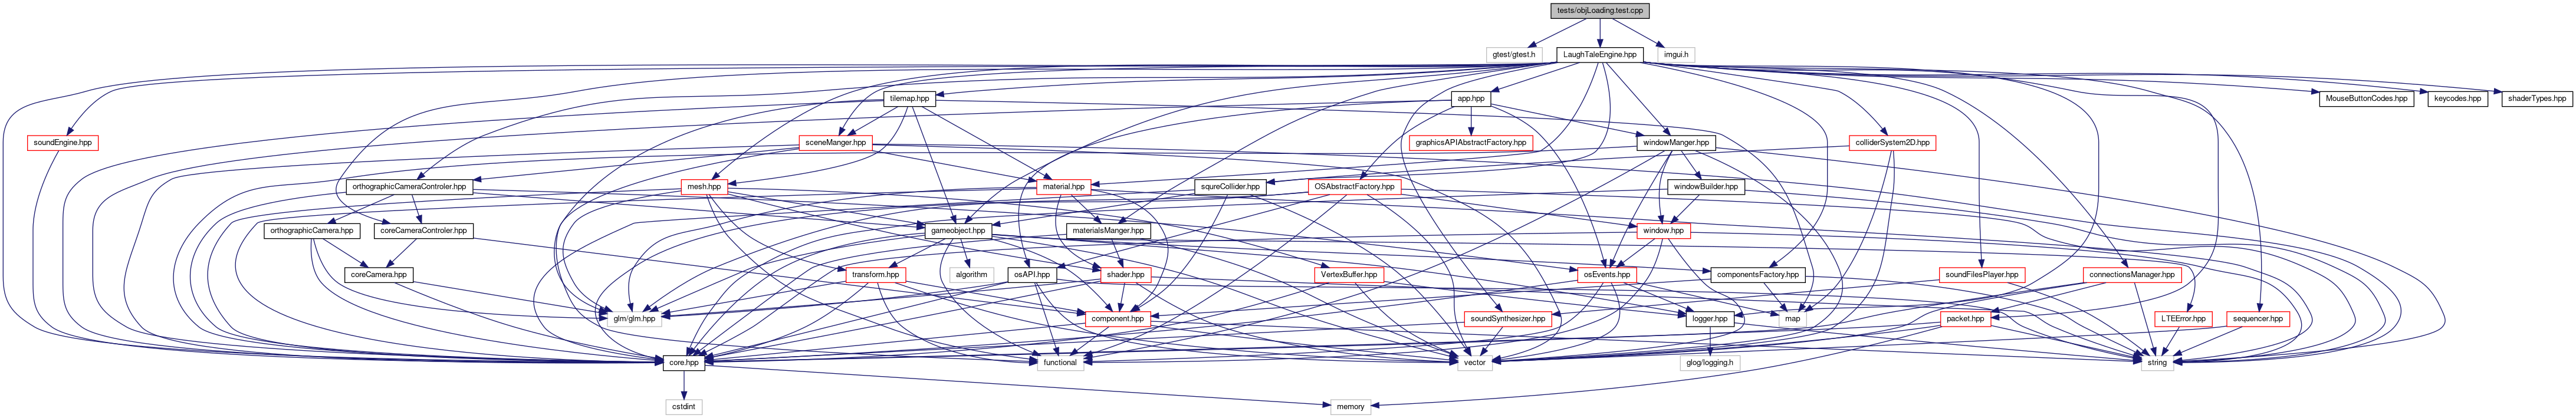 tests/objLoading.test.cpp
gtest/gtest.h
LaughTaleEngine.hpp
imgui.h
tilemap.hpp
app.hpp
MouseButtonCodes.hpp
keycodes.hpp
shaderTypes.hpp
soundEngine.hpp
sceneManger.hpp
graphicsAPIAbstractFactory.hpp
windowManger.hpp
colliderSystem2D.hpp
orthographicCameraControler.hpp
mesh.hpp
material.hpp
squreCollider.hpp
OSAbstractFactory.hpp
windowBuilder.hpp
orthographicCamera.hpp
coreCameraControler.hpp
gameobject.hpp
materialsManger.hpp
window.hpp
coreCamera.hpp
transform.hpp
algorithm
osAPI.hpp
shader.hpp
VertexBuffer.hpp
osEvents.hpp
componentsFactory.hpp
soundFilesPlayer.hpp
connectionsManager.hpp
glm/glm.hpp
component.hpp
soundSynthesizer.hpp
logger.hpp
map
packet.hpp
LTEError.hpp
sequencer.hpp
core.hpp
functional
vector
glog/logging.h
string
cstdint
memory